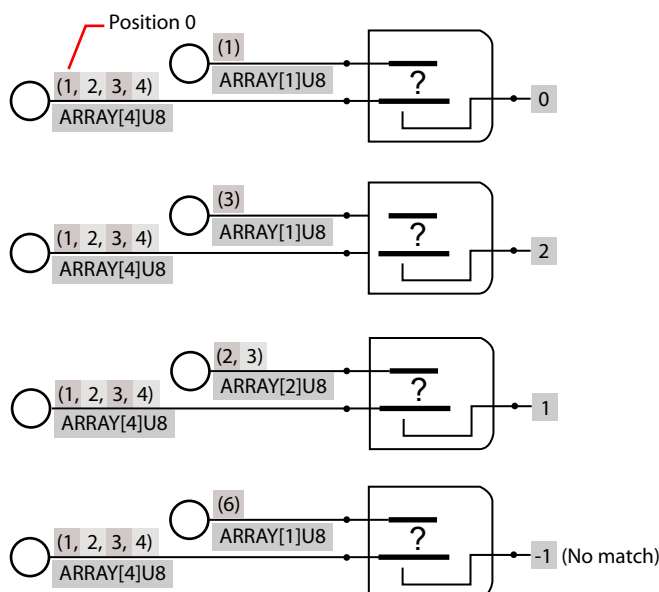 Position 0
(1)
(1, 2, 3, 4)
ARRAY[1]U8
?
0
ARRAY[4]U8
(3)
(1, 2, 3, 4)
ARRAY[1]U8
?
2
ARRAY[4]U8
(2, 3)
(1, 2, 3, 4)
ARRAY[2]U8
?
1
ARRAY[4]U8
(6)
(1, 2, 3, 4)
ARRAY[1]U8
?
-1 (No match)
ARRAY[4]U8